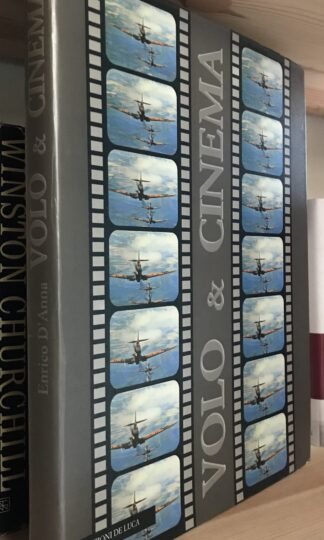 WINSTON CHURCHILL
Enrico D'Anna VOLO & CINEMA
VOLO & CINEMA
IONI DE LUCA